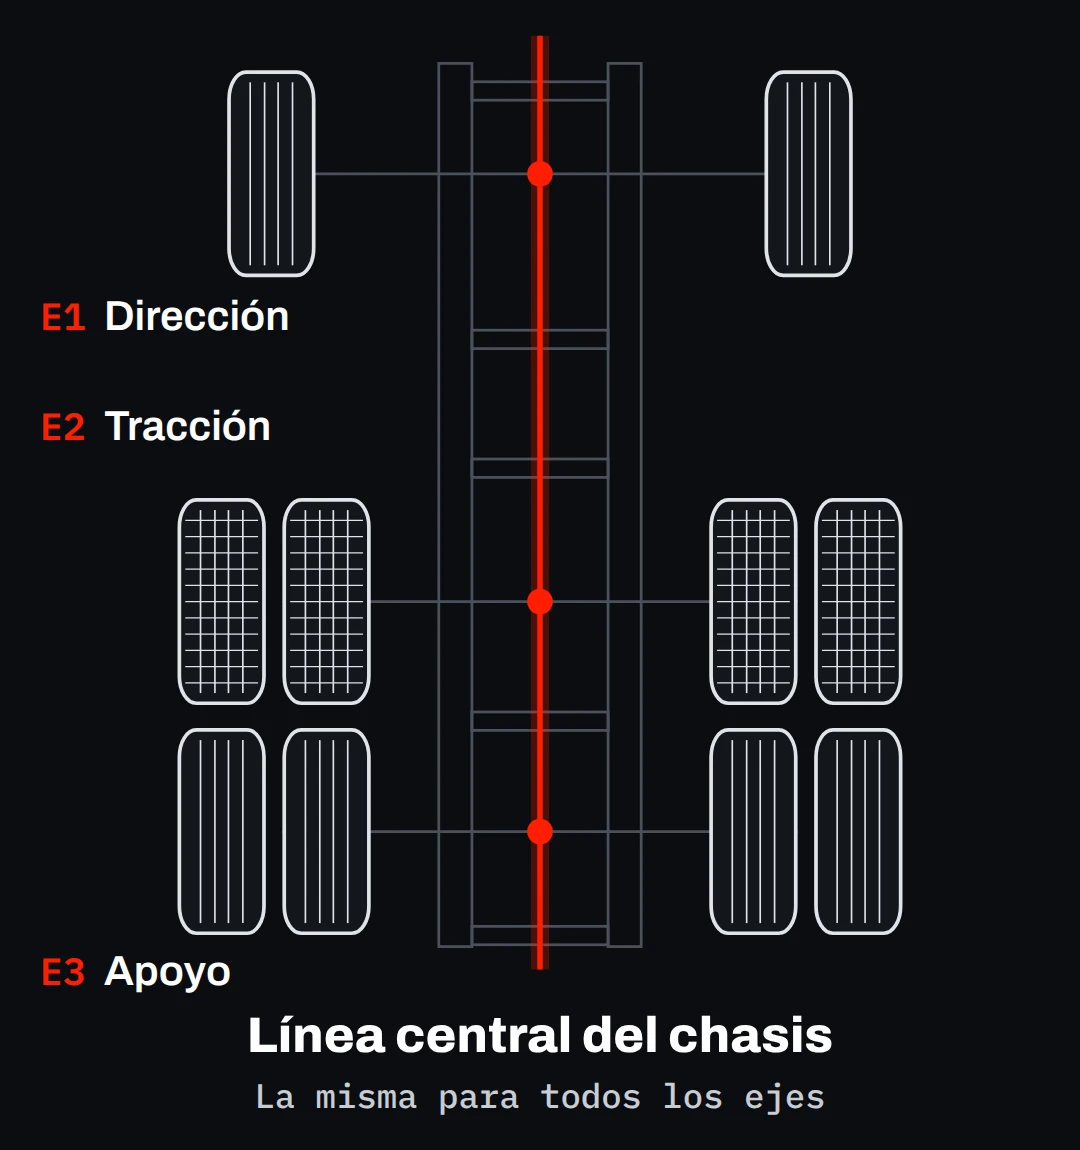 E1 Dirección
E2 Tracción
E3 Apoyo
Línea central del chasis
La misma para todos los ejes